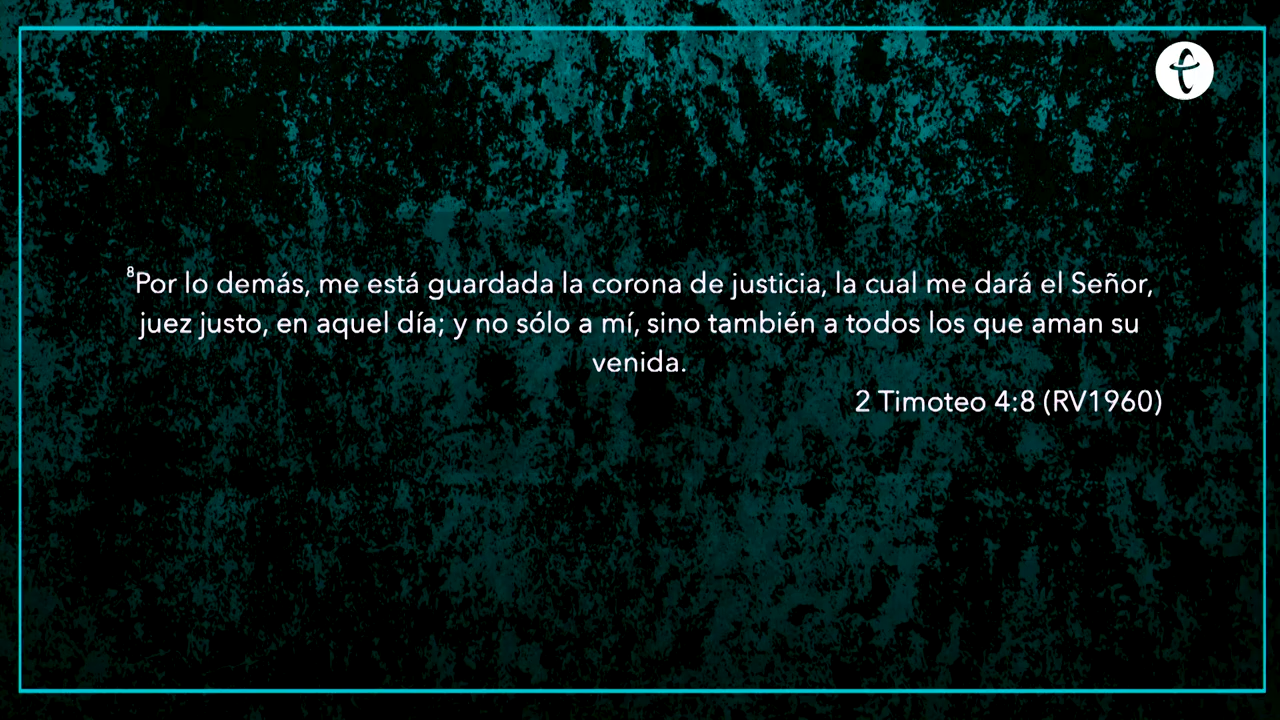 ⁸Por lo demás, me está guardada la corona de justicia, la cual me dará el Señor,
juez justo, en aquel día; y no sólo a mí, sino también a todos los que aman su
venida.
2 Timoteo 4:8 (RV1960)